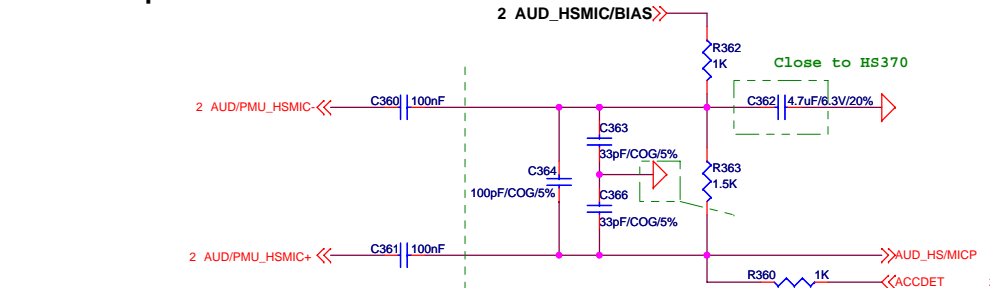 2 AUD_HSMIC/BIAS
R362
1K
Close to HS370
2 AUD/PMU_HSMIC-
C360
100nF
C362
4.7uF/6.3V/20%
C363
33pF/COG/5%
C364
100pF/COG/5%
R363
1.5K
C366
33pF/COG/5%
2 AUD/PMU_HSMIC+
C361
100nF
AUD_HS/MICP
R360
1K
ACCDET